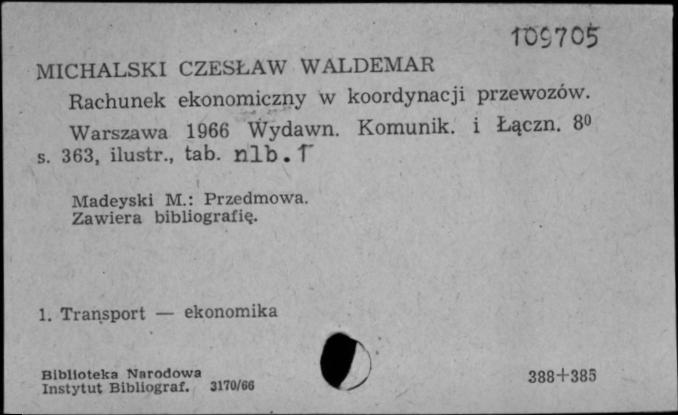 109705
MICHALSKI CZESŁAW WALDEMAR
Rachunek ekonomiczny w koordynacji przewozów.
Warszawa 1966 Wydawn. Komunik. i Łączn. 8⁰
s. 363, ilustr., tab. nlb. 1
Madeyski M.: Przedmowa.
Zawiera bibliografię.
1. Transport — ekonomika
Biblioteka Narodowa
Instytut Bibliograf. 3170/66
388+385